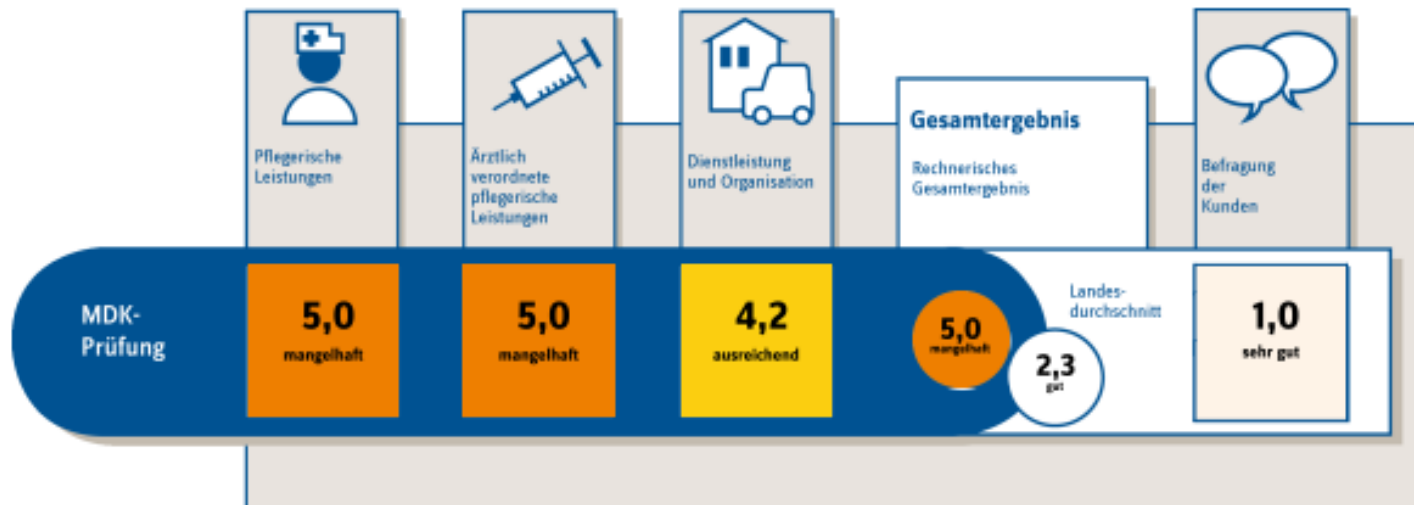 Pflegerische
Leistungen
Ärztlich
verordnete
pflegerische
Leistungen
Dienstleistung
und Organisation
Gesamtergebnis
Rechnerisches
Gesamtergebnis
Befragung
der
Kunden
MDK-
Prüfung
5,0
mangelhaft
5,0
mangelhaft
4,2
ausreichend
5,0
mangelhaft
Landes-
durchschnitt
2,3
gut
1,0
sehr gut